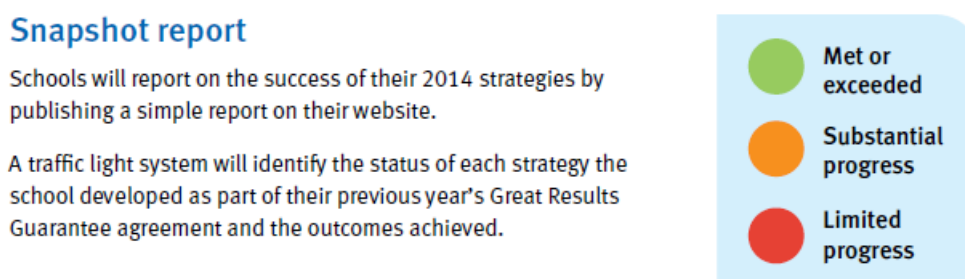 Snapshot report
Schools will report on the success of their 2014 strategies by
publishing a simple report on their website.
A traffic light system will identify the status of each strategy the
school developed as part of their previous year's Great Results
Guarantee agreement and the outcomes achieved.
Met or
exceeded
Substantial
progress
Limited
progress